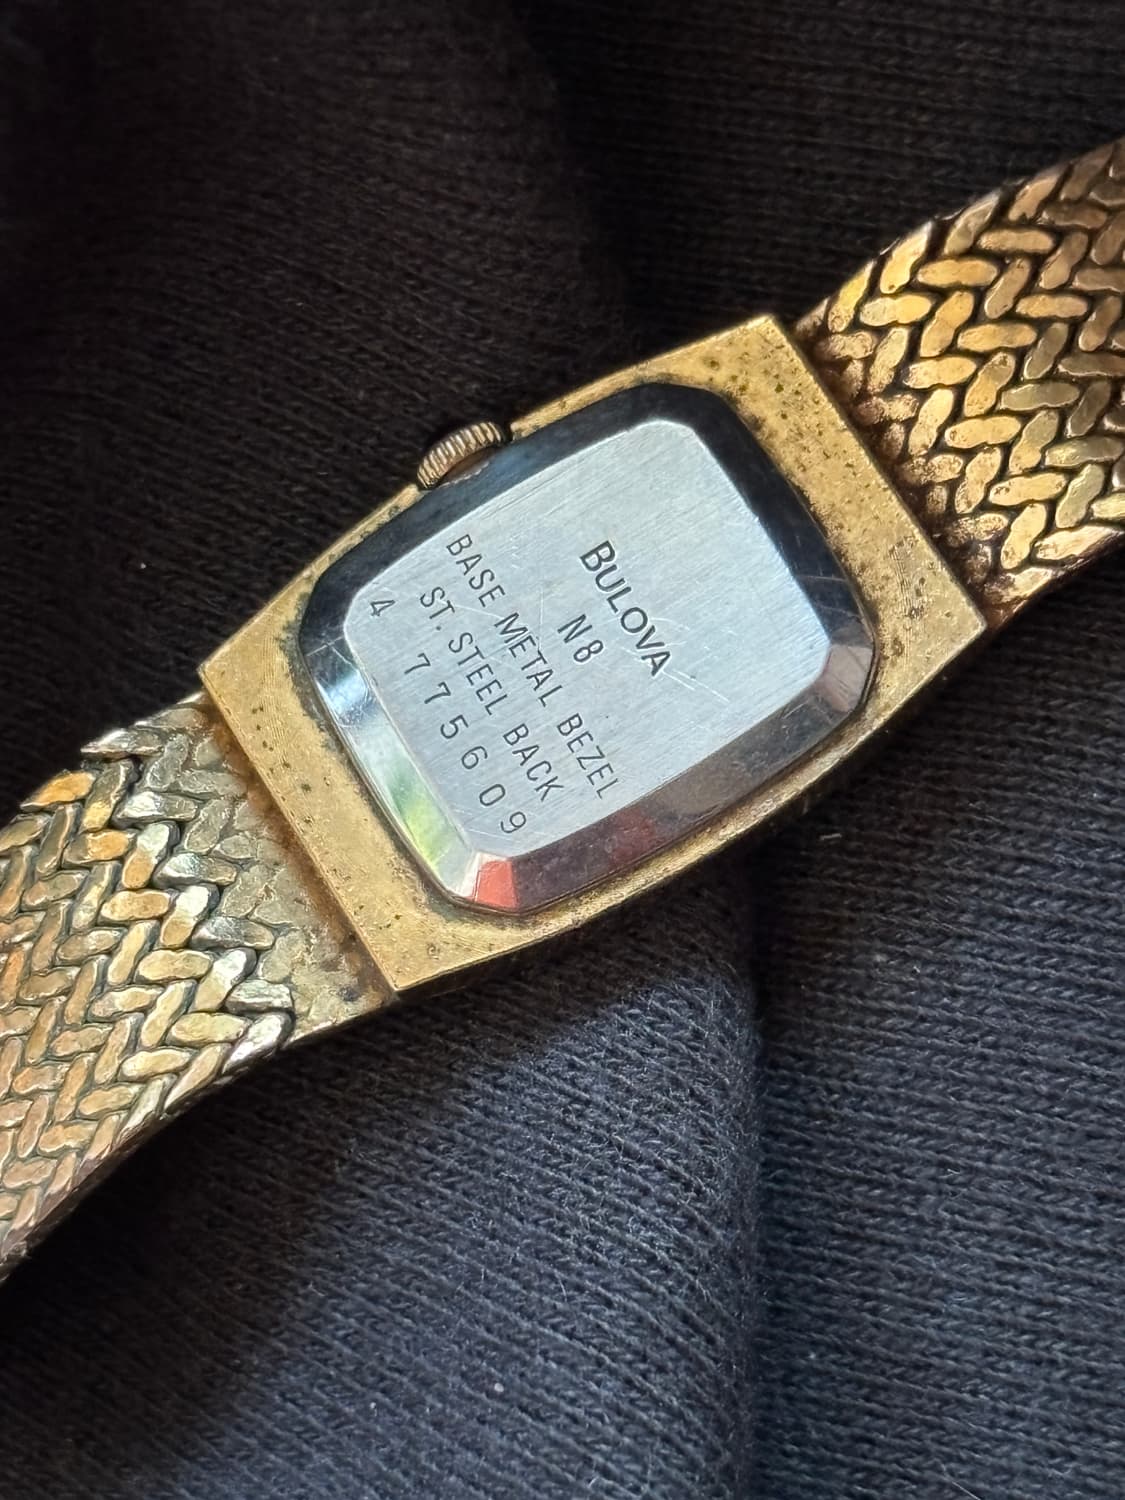 BULOVA
N8
BASE METAL BEZEL
ST. STEEL BACK
4 775609